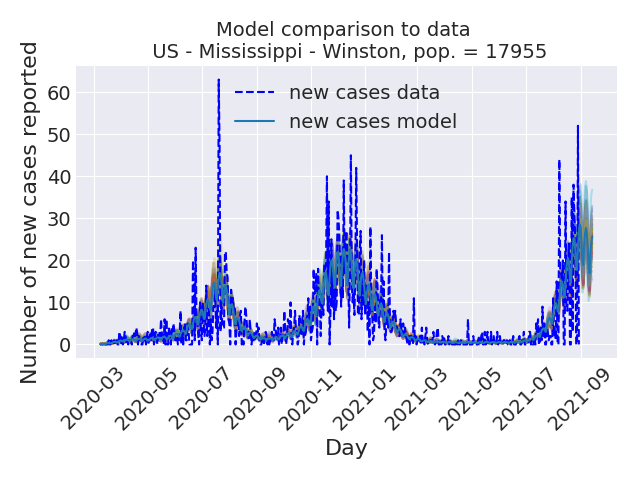 Model comparison to data
US - Mississippi - Winston, pop. = 17955
Number of new cases reported
60
50
40
30
20
10
0
new cases data
new cases model
2020-03
2020-05
2020-07
2020-09
2020-11
2021-01
2021-03
2021-05
2021-07
2021-09
Day